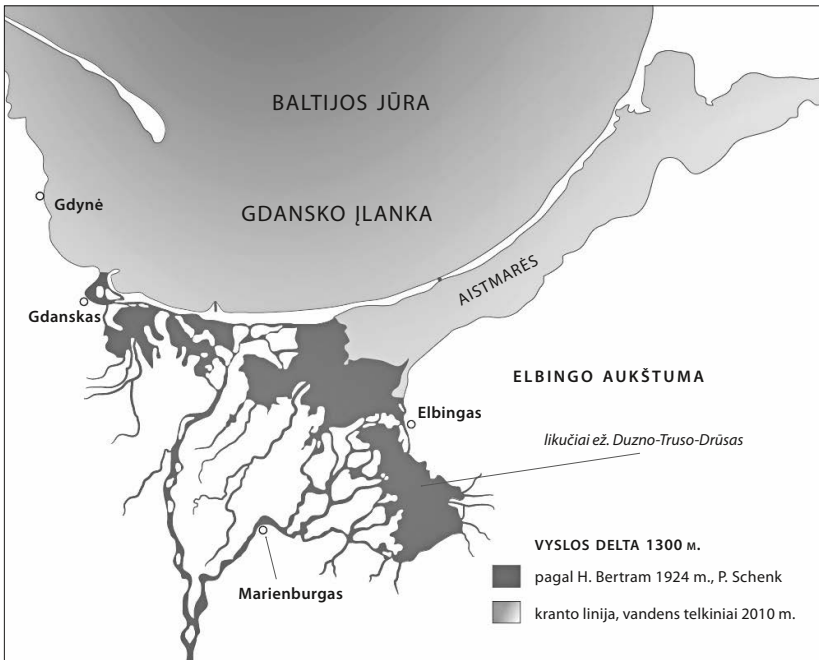 BALTIJOS JŪRA
Gdynė
GDANSKO ĮLANKA
AISTMARĖS
Gdanskas
ELBINGO AUKŠTUMA
Elbingas
likučiai ež. Duzno-Truso-Drūsas
VYSLOS DELTA 1300 M.
pagal H. Bertram 1924 m., P. Schenk
Marienburgas
kranto linija, vandens telkiniai 2010 m.